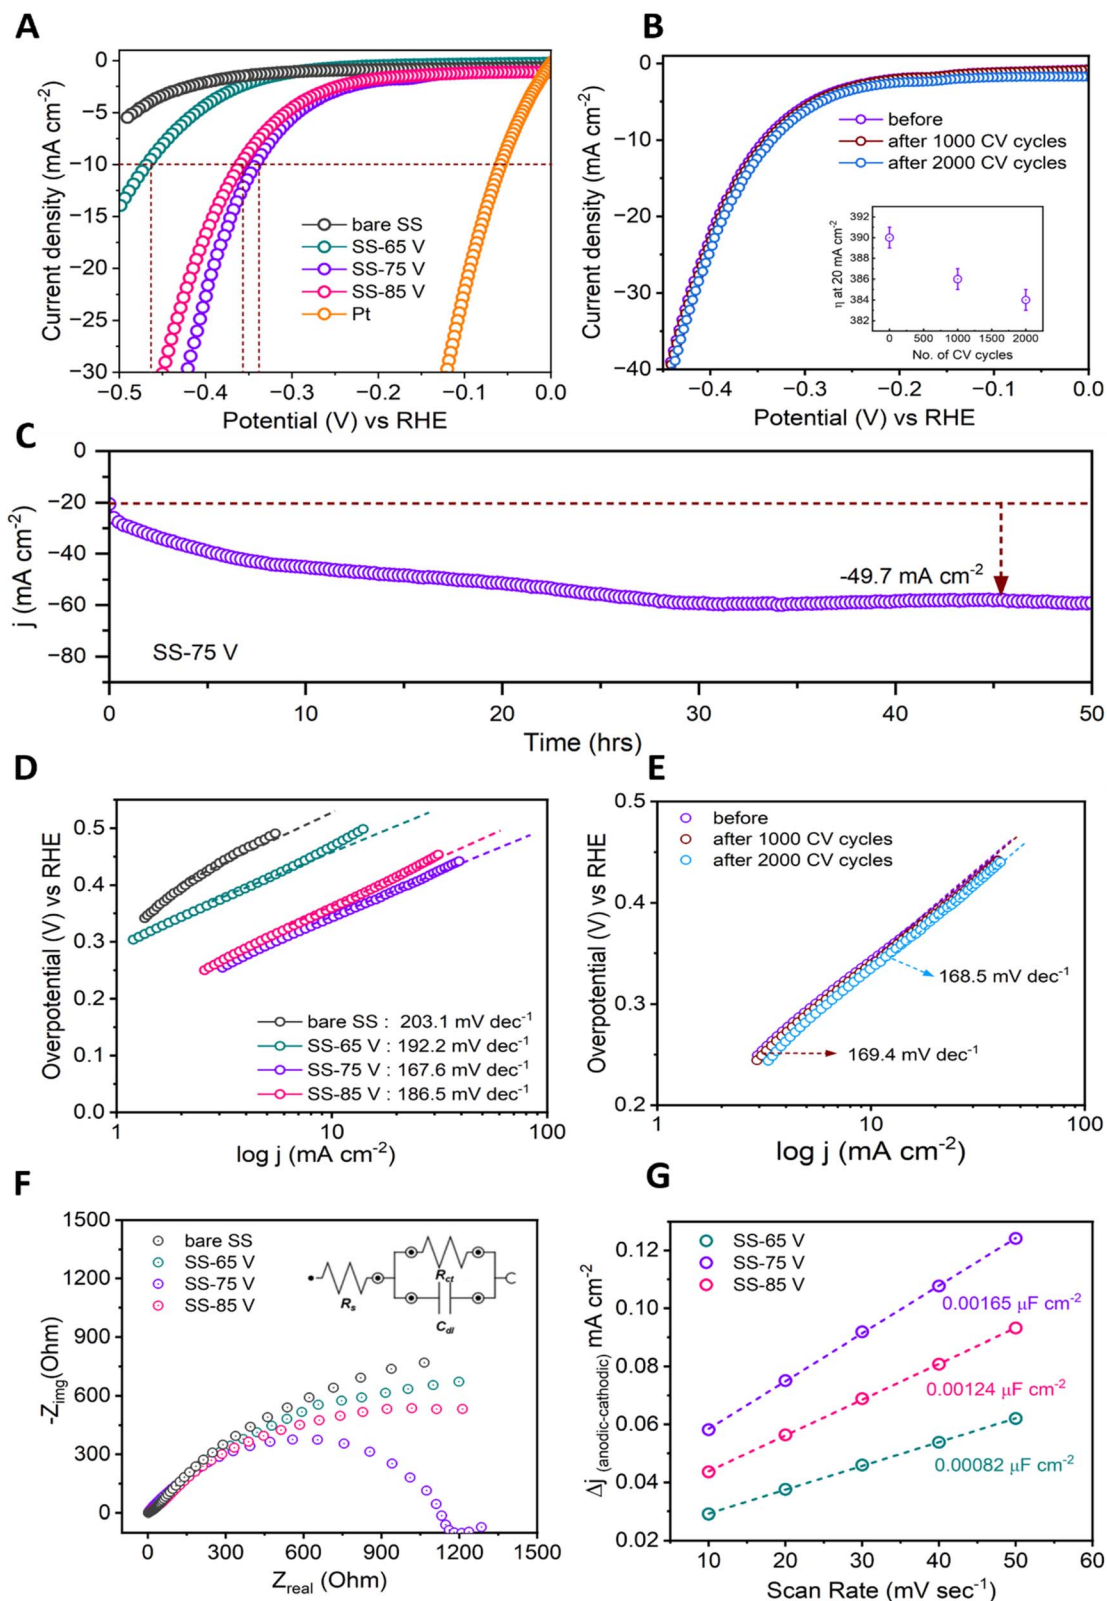 A
Current density (mA cm-2)
0
−5
−10
−15
−20
−25
−30
bare SS
SS-65 V
SS-75 V
SS-85 V
Pt
−0.5
−0.4
−0.3
−0.2
−0.1
0.0
Potential (V) vs RHE
B
Current density (mA cm-2)
0
−10
−20
−30
−40
before
after 1000 CV cycles
after 2000 CV cycles
η at 20 mA cm-2
392
390
388
386
384
382
0
500
1000
1500
2000
No. of CV cycles
−0.4
−0.3
−0.2
−0.1
0.0
Potential (V) vs RHE
C
j (mA cm-2)
0
−20
−40
−60
−80
-49.7 mA cm-2
SS-75 V
0
10
20
30
40
50
Time (hrs)
D
Overpotential (V) vs RHE
0.5
0.4
0.3
0.2
0.1
0.0
bare SS : 203.1 mV dec-1
SS-65 V : 192.2 mV dec-1
SS-75 V : 167.6 mV dec-1
SS-85 V : 186.5 mV dec-1
1
10
100
log j (mA cm-2)
E
Overpotential (V) vs RHE
0.5
0.4
0.3
0.2
before
after 1000 CV cycles
after 2000 CV cycles
168.5 mV dec-1
169.4 mV dec-1
1
10
100
log j (mA cm-2)
F
-Zimg(Ohm)
1500
1200
900
600
300
0
bare SS
SS-65 V
SS-75 V
SS-85 V
Rs
Rct
Cdl
0
300
600
900
1200
1500
Zreal (Ohm)
G
Δj (anodic-cathodic) mA cm-2
0.12
0.10
0.08
0.06
0.04
0.02
SS-65 V
SS-75 V
SS-85 V
0.00165 μF cm-2
0.00124 μF cm-2
0.00082 μF cm-2
10
20
30
40
50
60
Scan Rate (mV sec-1)